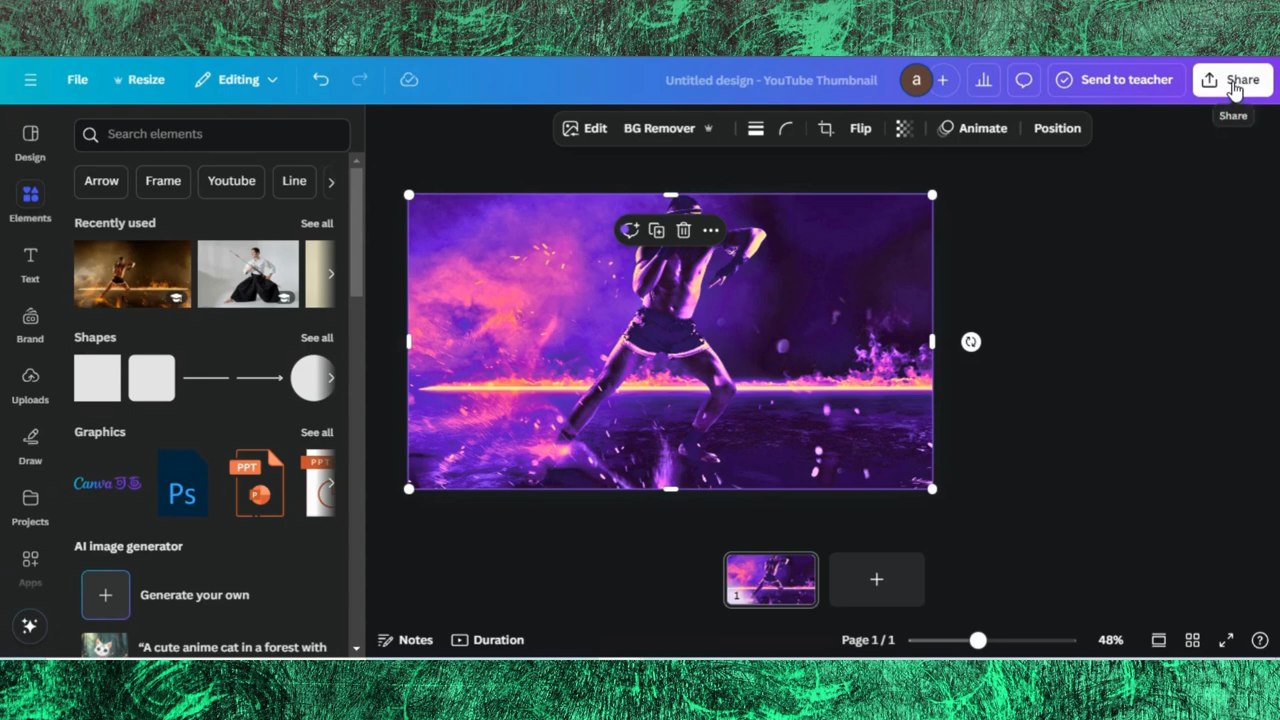 File
Resize
Editing
Untitled design - YouTube Thumbnail
a
Send to teacher
Share
Share
Design
Elements
Text
Brand
Uploads
Draw
Projects
Apps
Search elements
Arrow
Frame
Youtube
Line
Recently used
See all
Shapes
See all
Graphics
See all
Canva
Ps
PPT
PPT
AI image generator
Generate your own
“A cute anime cat in a forest with
Edit
BG Remover
Flip
Animate
Position
1
Notes
Duration
Page 1 / 1
48%